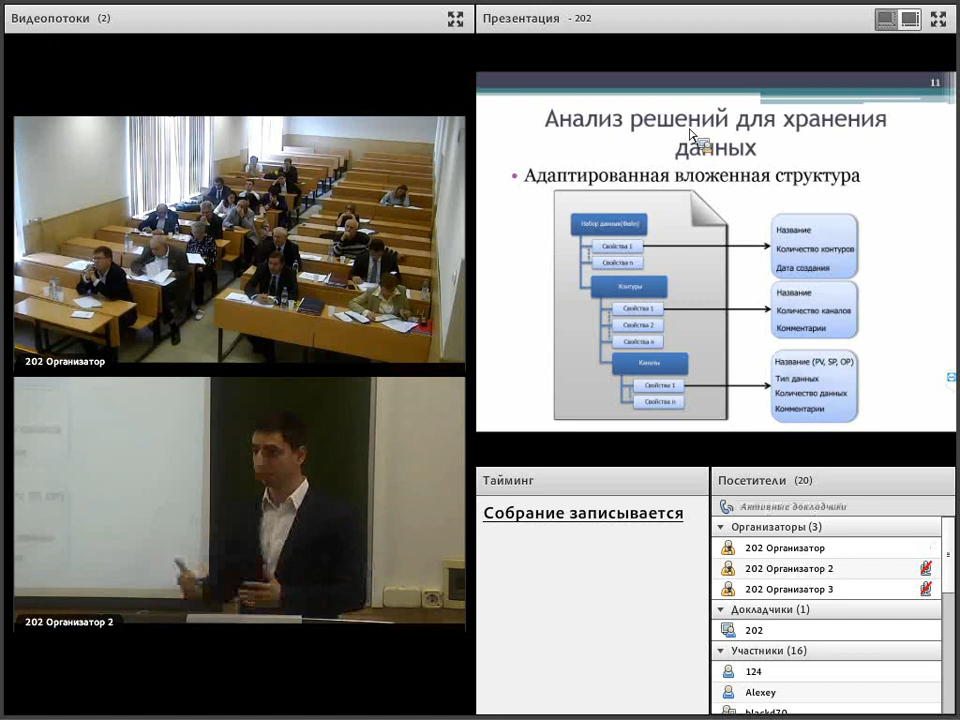 Видеопотоки (2)
202 Организатор
202 Организатор 2
Презентация - 202
11
Анализ решений для хранения
данных
• Адаптированная вложенная структура
Набор данных(Файл)
Свойства 1
Свойства n
Контуры
Свойства 1
Свойства 2
Свойства n
Каналы
Свойства 1
Свойства n
Название
Количество контуров
Дата создания
Название
Количество каналов
Комментарии
Название (PV, SP, OP)
Тип данных
Количество данных
Комментарии
Тайминг
Собрание записывается
Посетители (20)
Активные докладчики
Организаторы (3)
202 Организатор
202 Организатор 2
202 Организатор 3
Докладчики (1)
202
Участники (16)
124
Alexey
blackd70